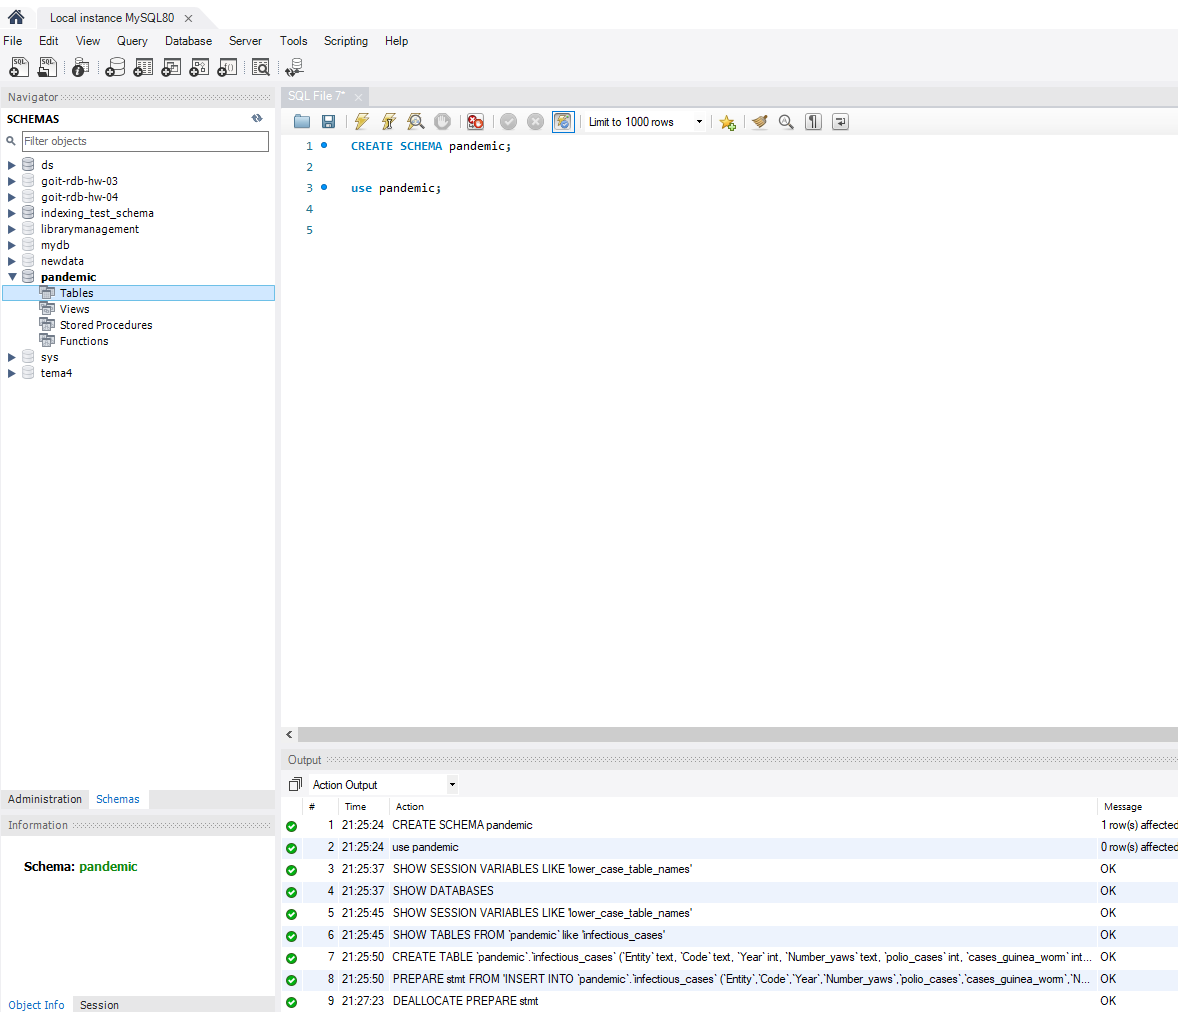 Local instance MySQL80
File Edit View Query Database Server Tools Scripting Help
Navigator
SCHEMAS
Filter objects
ds
goit-rdb-hw-03
goit-rdb-hw-04
indexing_test_schema
librarymanagement
mydb
newdata
pandemic
Tables
Views
Stored Procedures
Functions
sys
tema4
Administration Schemas
Information
Schema: pandemic
Object Info Session
SQL File 7*
Limit to 1000 rows
1 CREATE SCHEMA pandemic;
2
3 use pandemic;
4
5
Output
Action Output
# Time Action Message
1 21:25:24 CREATE SCHEMA pandemic 1 row(s) affected
2 21:25:24 use pandemic 0 row(s) affected
3 21:25:37 SHOW SESSION VARIABLES LIKE 'lower_case_table_names' OK
4 21:25:37 SHOW DATABASES OK
5 21:25:45 SHOW SESSION VARIABLES LIKE 'lower_case_table_names' OK
6 21:25:45 SHOW TABLES FROM `pandemic` like 'infectious_cases' OK
7 21:25:50 CREATE TABLE `pandemic`.`infectious_cases` (`Entity` text, `Code` text, `Year` int, `Number_yaws` text, `polio_cases` int, `cases_guinea_worm` int... OK
8 21:25:50 PREPARE stmt FROM 'INSERT INTO `pandemic`.`infectious_cases` (`Entity`,`Code`,`Year`,`Number_yaws`,`polio_cases`,`cases_guinea_worm`,`N... OK
9 21:27:23 DEALLOCATE PREPARE stmt OK